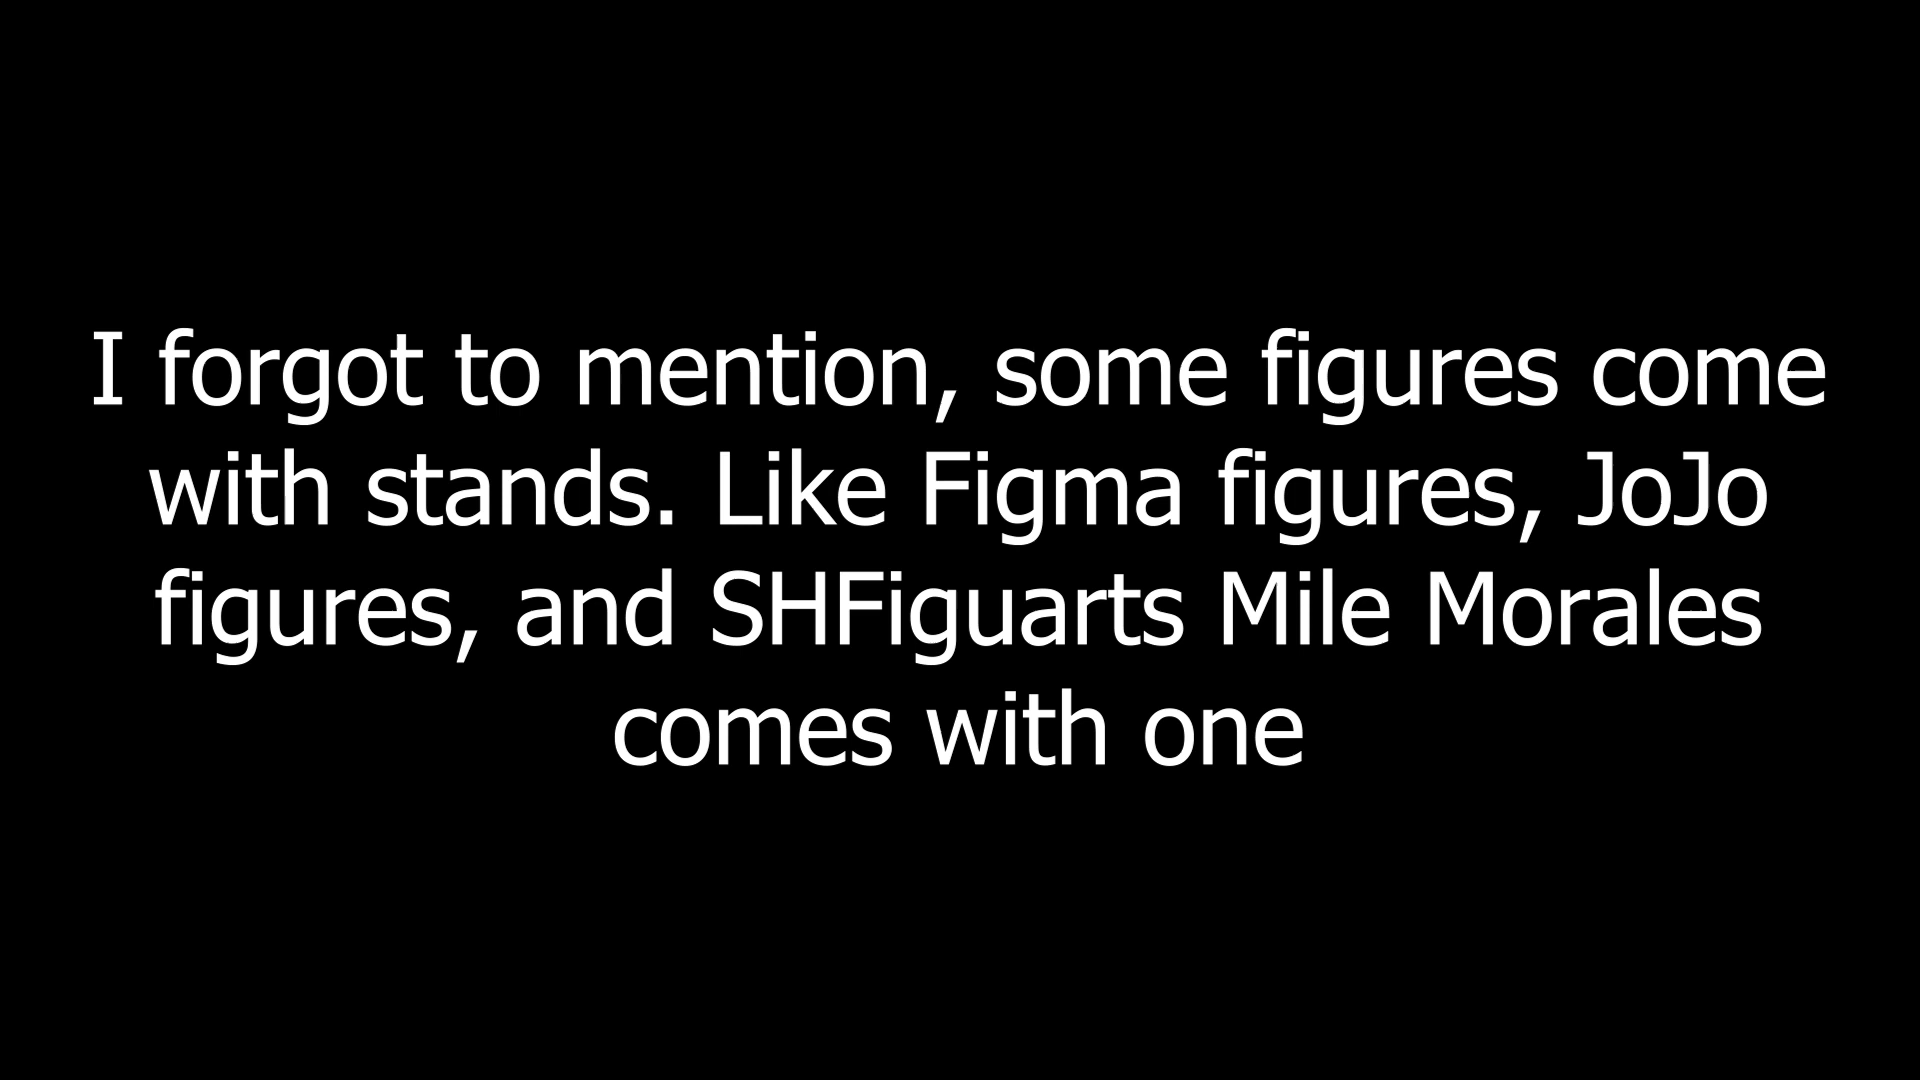 I forgot to mention, some figures come
with stands. Like Figma figures, JoJo
figures, and SHFiguarts Mile Morales
comes with one